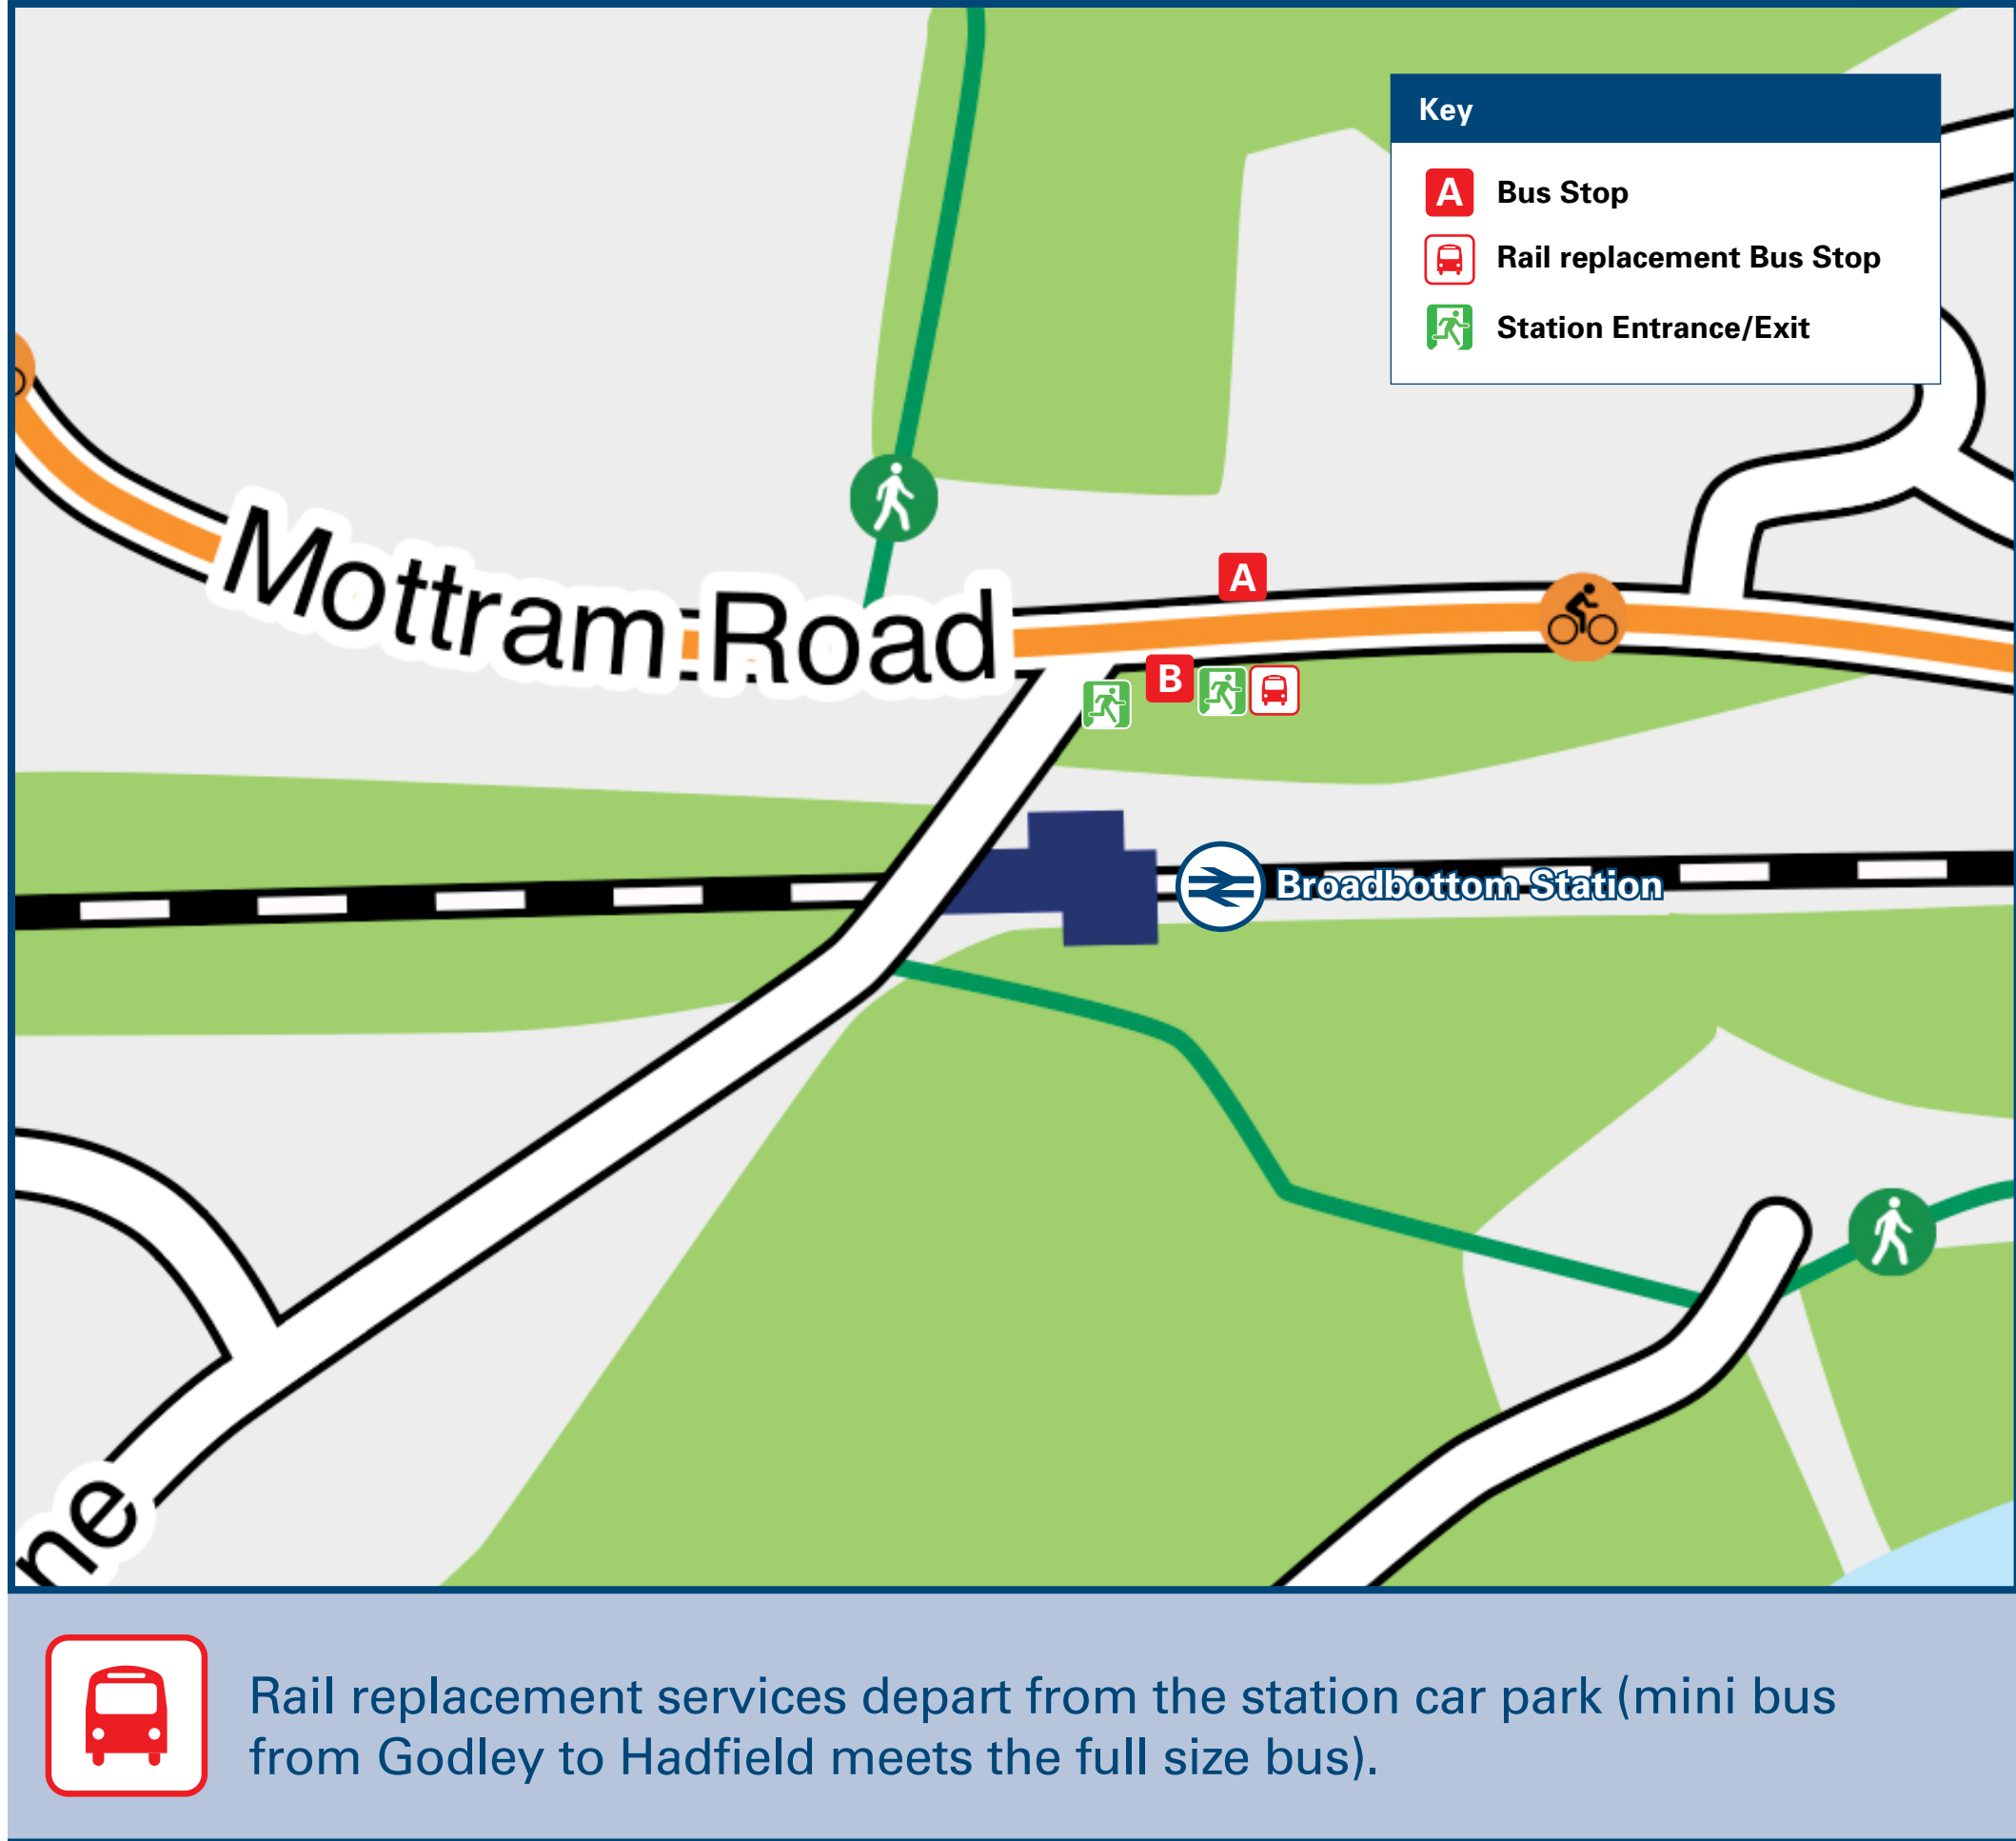 Key
A Bus Stop
Rail replacement Bus Stop
Station Entrance/Exit
Mottram Road
A
B
Broadbottom Station
ne
Rail replacement services depart from the station car park (mini bus
from Godley to Hadfield meets the full size bus).